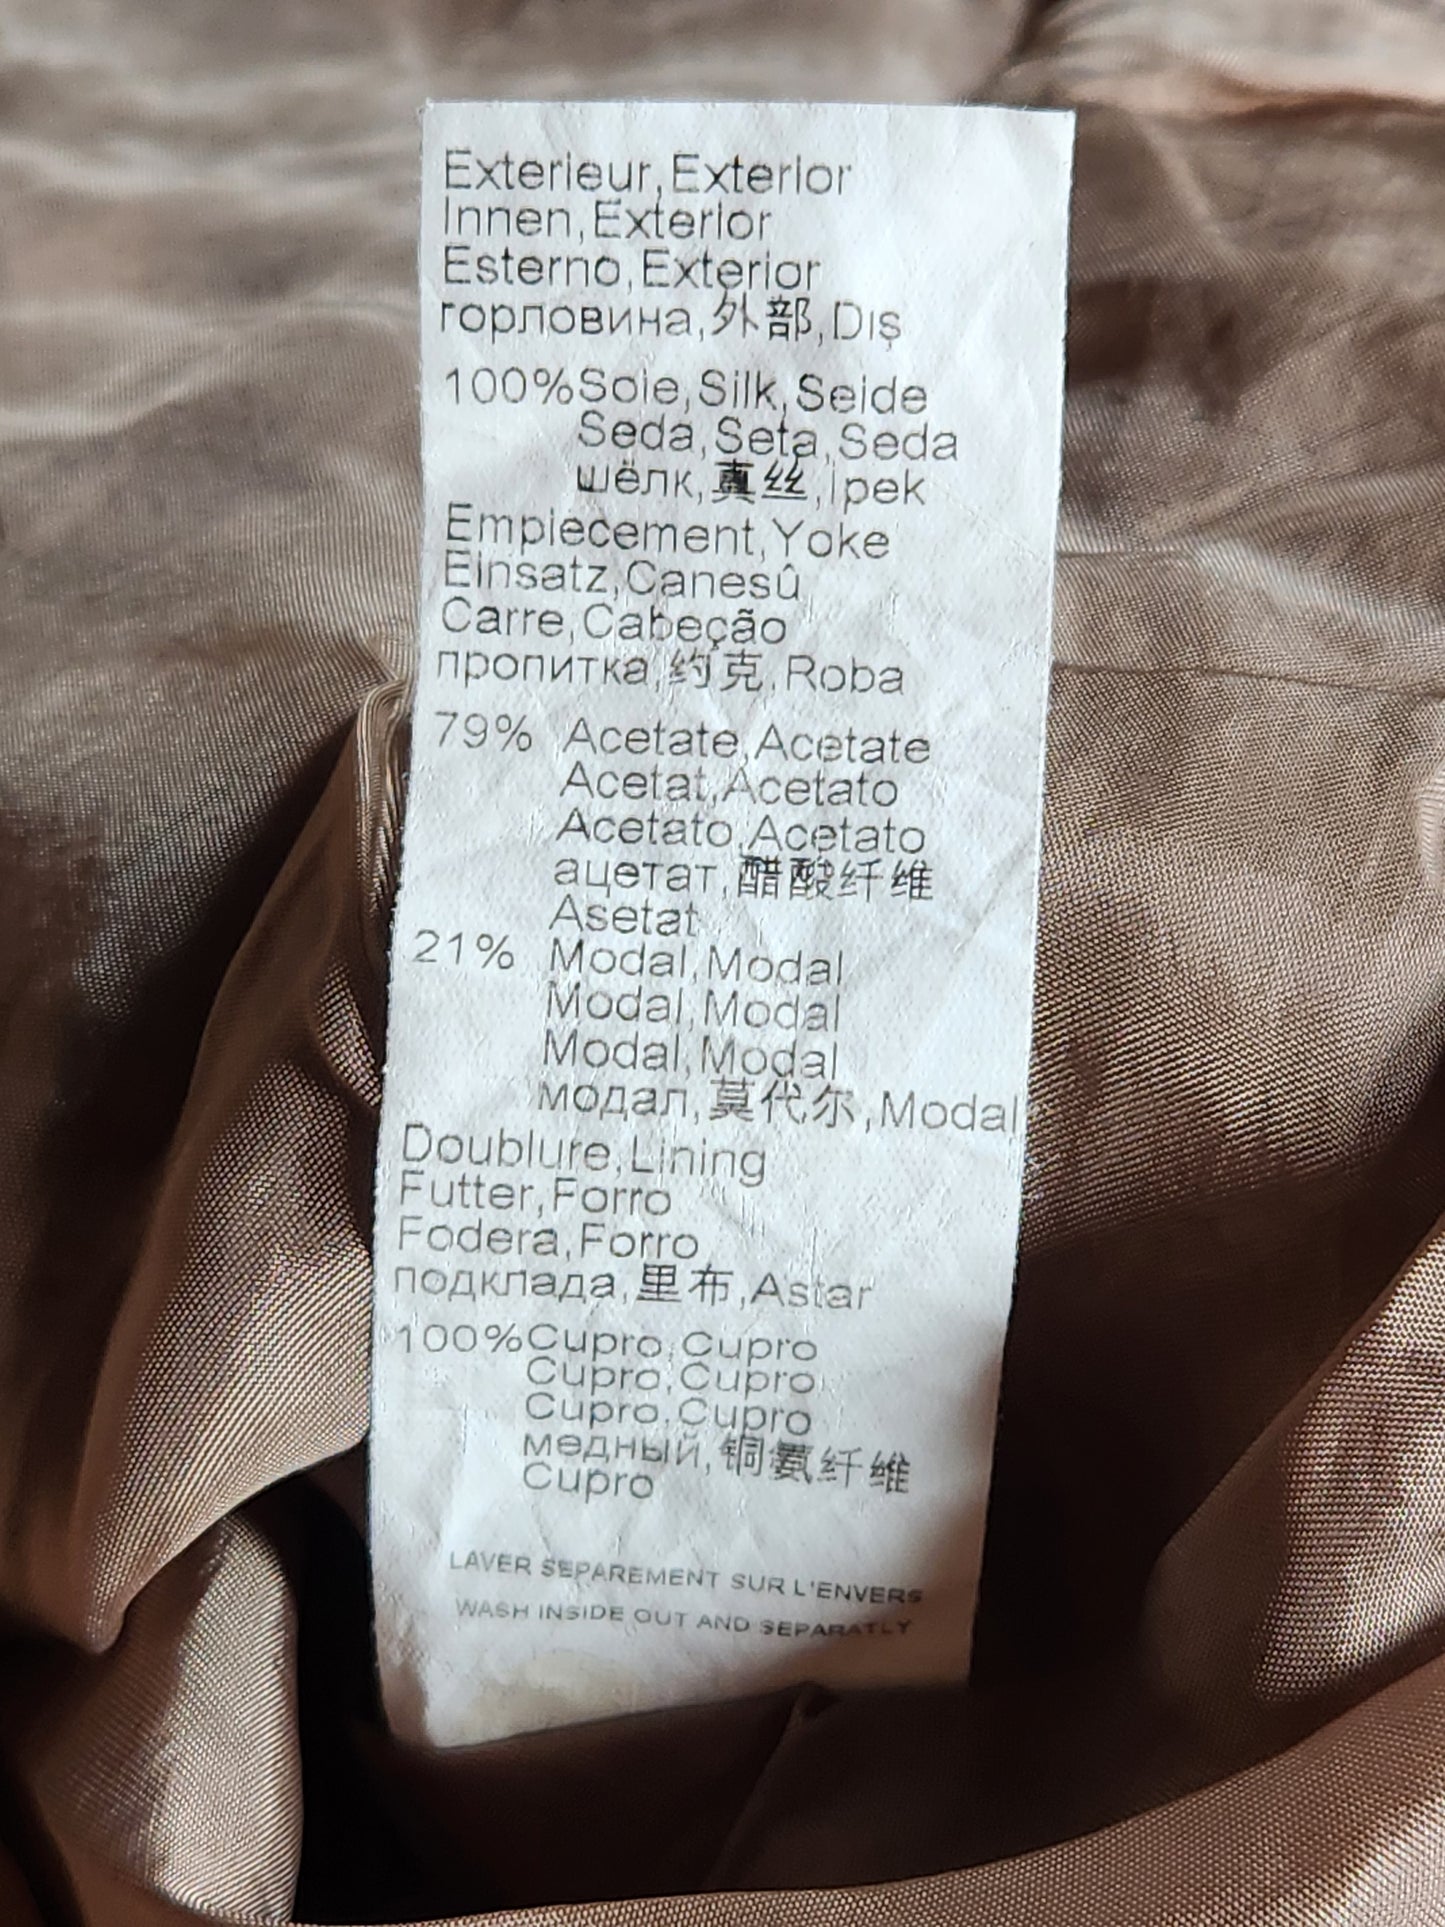 Exterieur,Exterior
Innen,Exterior
Esterno,Exterior
горловина,外部,Dış
100%Soie,Silk,Seide
Seda,Seta,Seda
шёлк,真丝,ipek
Empiecement,Yoke
Einsatz,Canesû
Carre,Cabeção
пропитка,约克,Roba
79% Acetate,Acetate
Acetat,Acetato
Acetato,Acetato
ацетат,醋酸纤维
Asetat
21% Modal,Modal
Modal,Modal
Modal,Modal
модал,莫代尔,Modal
Doublure,Lining
Futter,Forro
Fodera,Forro
подклада,里布,Astar
100%Cupro,Cupro
Cupro,Cupro
Cupro,Cupro
медный,铜氨纤维
Cupro
LAVER SEPAREMENT SUR L'ENVERS
WASH INSIDE OUT AND SEPARATLY